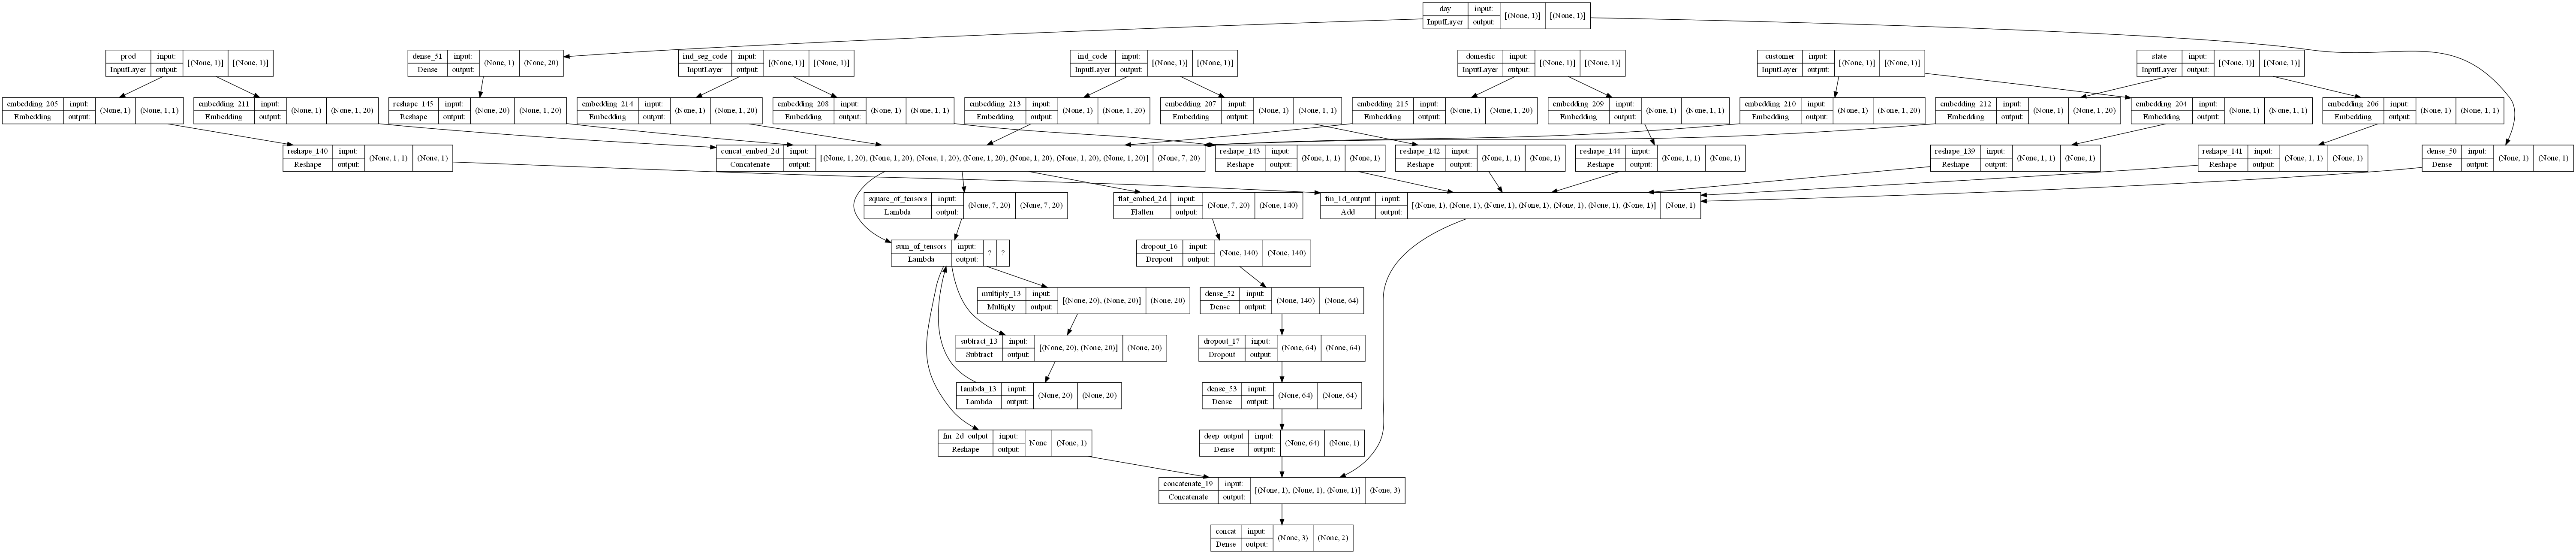 day input: [(None, 1)] [(None, 1)]
InputLayer output:
prod input: [(None, 1)] [(None, 1)]
InputLayer output:
dense_51 input: (None, 1) (None, 20)
Dense output:
ind_seg_code input: [(None, 1)] [(None, 1)]
InputLayer output:
ind_code input: [(None, 1)] [(None, 1)]
InputLayer output:
domestic input: [(None, 1)] [(None, 1)]
InputLayer output:
customer input: [(None, 1)] [(None, 1)]
InputLayer output:
state input: [(None, 1)] [(None, 1)]
InputLayer output:
embedding_205 input: (None, 1) (None, 1, 1)
Embedding output:
embedding_211 input: (None, 1) (None, 1, 20)
Embedding output:
reshape_145 input: (None, 20) (None, 1, 20)
Reshape output:
embedding_214 input: (None, 1) (None, 1, 20)
Embedding output:
embedding_208 input: (None, 1) (None, 1, 1)
Embedding output:
embedding_213 input: (None, 1) (None, 1, 20)
Embedding output:
embedding_207 input: (None, 1) (None, 1, 1)
Embedding output:
embedding_215 input: (None, 1) (None, 1, 20)
Embedding output:
embedding_209 input: (None, 1) (None, 1, 1)
Embedding output:
embedding_210 input: (None, 1) (None, 1, 20)
Embedding output:
embedding_212 input: (None, 1) (None, 1, 20)
Embedding output:
embedding_204 input: (None, 1) (None, 1, 1)
Embedding output:
embedding_206 input: (None, 1) (None, 1, 1)
Embedding output:
reshape_140 input: (None, 1, 1) (None, 1)
Reshape output:
concat_embed_2d input: [(None, 1, 20), (None, 1, 20), (None, 1, 20), (None, 1, 20), (None, 1, 20), (None, 1, 20), (None, 1, 20)] (None, 7, 20)
Concatenate output:
reshape_143 input: (None, 1, 1) (None, 1)
Reshape output:
reshape_142 input: (None, 1, 1) (None, 1)
Reshape output:
reshape_144 input: (None, 1, 1) (None, 1)
Reshape output:
reshape_139 input: (None, 1, 1) (None, 1)
Reshape output:
reshape_141 input: (None, 1, 1) (None, 1)
Reshape output:
dense_50 input: (None, 1) (None, 1)
Dense output:
square_of_tensors input: (None, 7, 20) (None, 7, 20)
Lambda output:
flat_embed_2d input: (None, 7, 20) (None, 140)
Flatten output:
fm_1d_output input: [(None, 1), (None, 1), (None, 1), (None, 1), (None, 1), (None, 1), (None, 1)] (None, 1)
Add output:
sum_of_tensors input: ? ?
Lambda output:
dropout_16 input: (None, 140) (None, 140)
Dropout output:
multiply_13 input: [(None, 20), (None, 20)] (None, 20)
Multiply output:
dense_52 input: (None, 140) (None, 64)
Dense output:
subtract_13 input: [(None, 20), (None, 20)] (None, 20)
Subtract output:
dropout_17 input: (None, 64) (None, 64)
Dropout output:
lambda_13 input: (None, 20) (None, 20)
Lambda output:
dense_53 input: (None, 64) (None, 64)
Dense output:
fm_2d_output input: None (None, 1)
Reshape output:
deep_output input: (None, 64) (None, 1)
Dense output:
concatenate_19 input: [(None, 1), (None, 1), (None, 1)] (None, 3)
Concatenate output:
concat input: (None, 3) (None, 2)
Dense output: